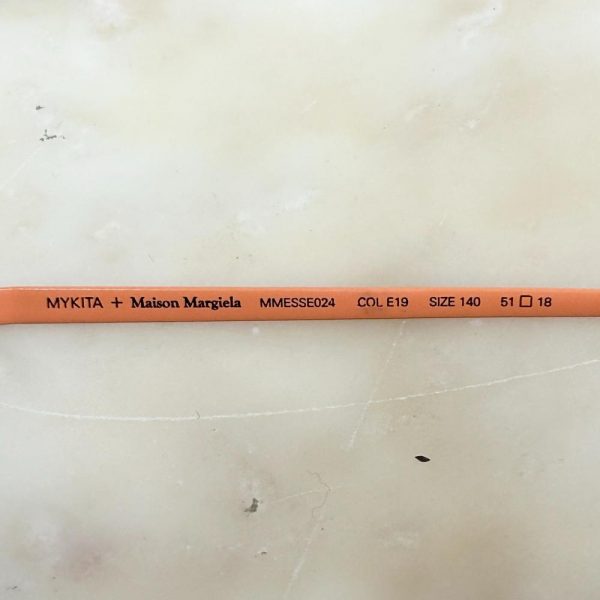 MYKITA + Maison Margiela MMESSE024 COL E19 SIZE 140 51 □ 18